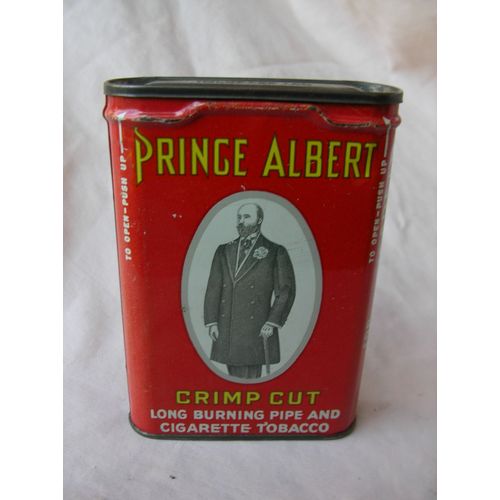 PRINCE ALBERT
TO OPEN-PUSH UP
TO OPEN-PUSH UP
CRIMP CUT
LONG BURNING PIPE AND
CIGARETTE TOBACCO